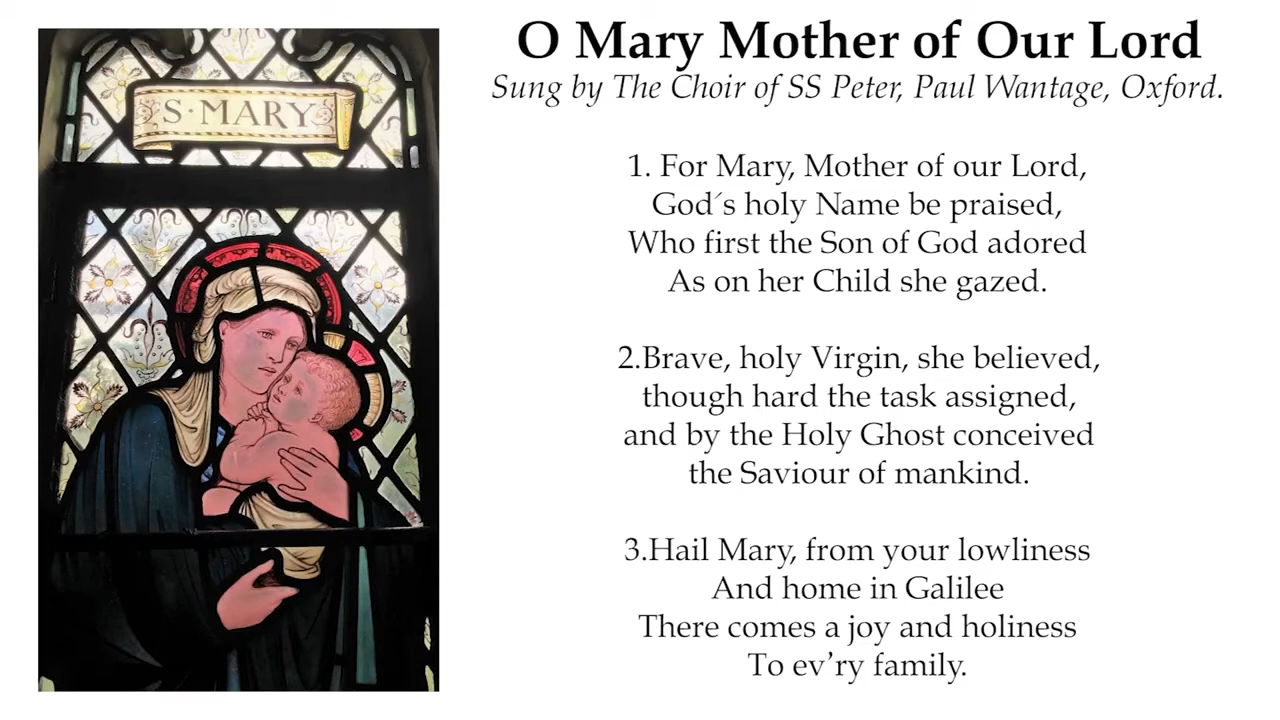 S·MARY
O Mary Mother of Our Lord
Sung by The Choir of SS Peter, Paul Wantage, Oxford.
1. For Mary, Mother of our Lord,
God´s holy Name be praised,
Who first the Son of God adored
As on her Child she gazed.
2.Brave, holy Virgin, she believed,
though hard the task assigned,
and by the Holy Ghost conceived
the Saviour of mankind.
3.Hail Mary, from your lowliness
And home in Galilee
There comes a joy and holiness
To ev’ry family.